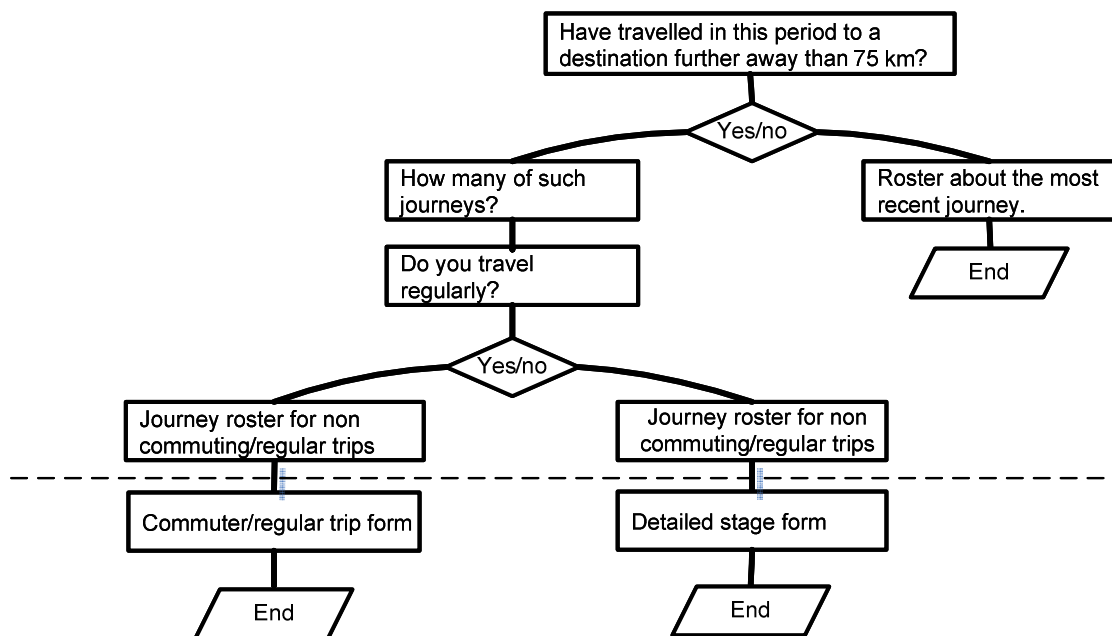 Have travelled in this period to a
destination further away than 75 km?
Yes/no
How many of such
journeys?
Roster about the most
recent journey.
Do you travel
regularly?
End
Yes/no
Journey roster for non
commuting/regular trips
Journey roster for non
commuting/regular trips
Commuter/regular trip form
Detailed stage form
End
End